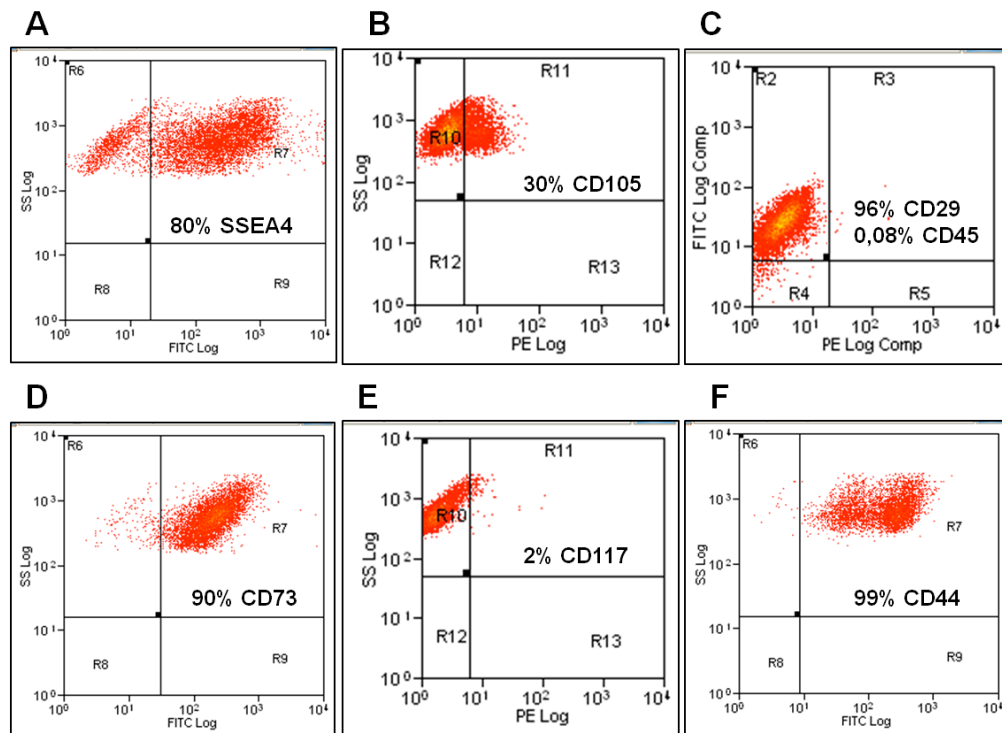 A
10⁴
R6
10³
R7
10²
80% SSEA4
10¹
R8
R9
10⁰
SS Log
10⁰
10¹
10²
10³
10⁴
FITC Log
B
10⁴
R11
10³
R10
10²
30% CD105
10¹
R12
R13
10⁰
SS Log
10⁰
10¹
10²
10³
10⁴
PE Log
C
10⁴
R2
R3
10³
10²
96% CD29
0,08% CD45
10¹
R4
R5
10⁰
FITC Log Comp
10⁰
10¹
10²
10³
10⁴
PE Log Comp
D
10⁴
R6
10³
R7
10²
90% CD73
10¹
R8
R9
10⁰
SS Log
10⁰
10¹
10²
10³
10⁴
FITC Log
E
10⁴
R11
10³
R10
10²
2% CD117
10¹
R12
R13
10⁰
SS Log
10⁰
10¹
10²
10³
10⁴
PE Log
F
10⁴
R6
10³
R7
10²
99% CD44
10¹
R8
R9
10⁰
SS Log
10⁰
10¹
10²
10³
10⁴
FITC Log